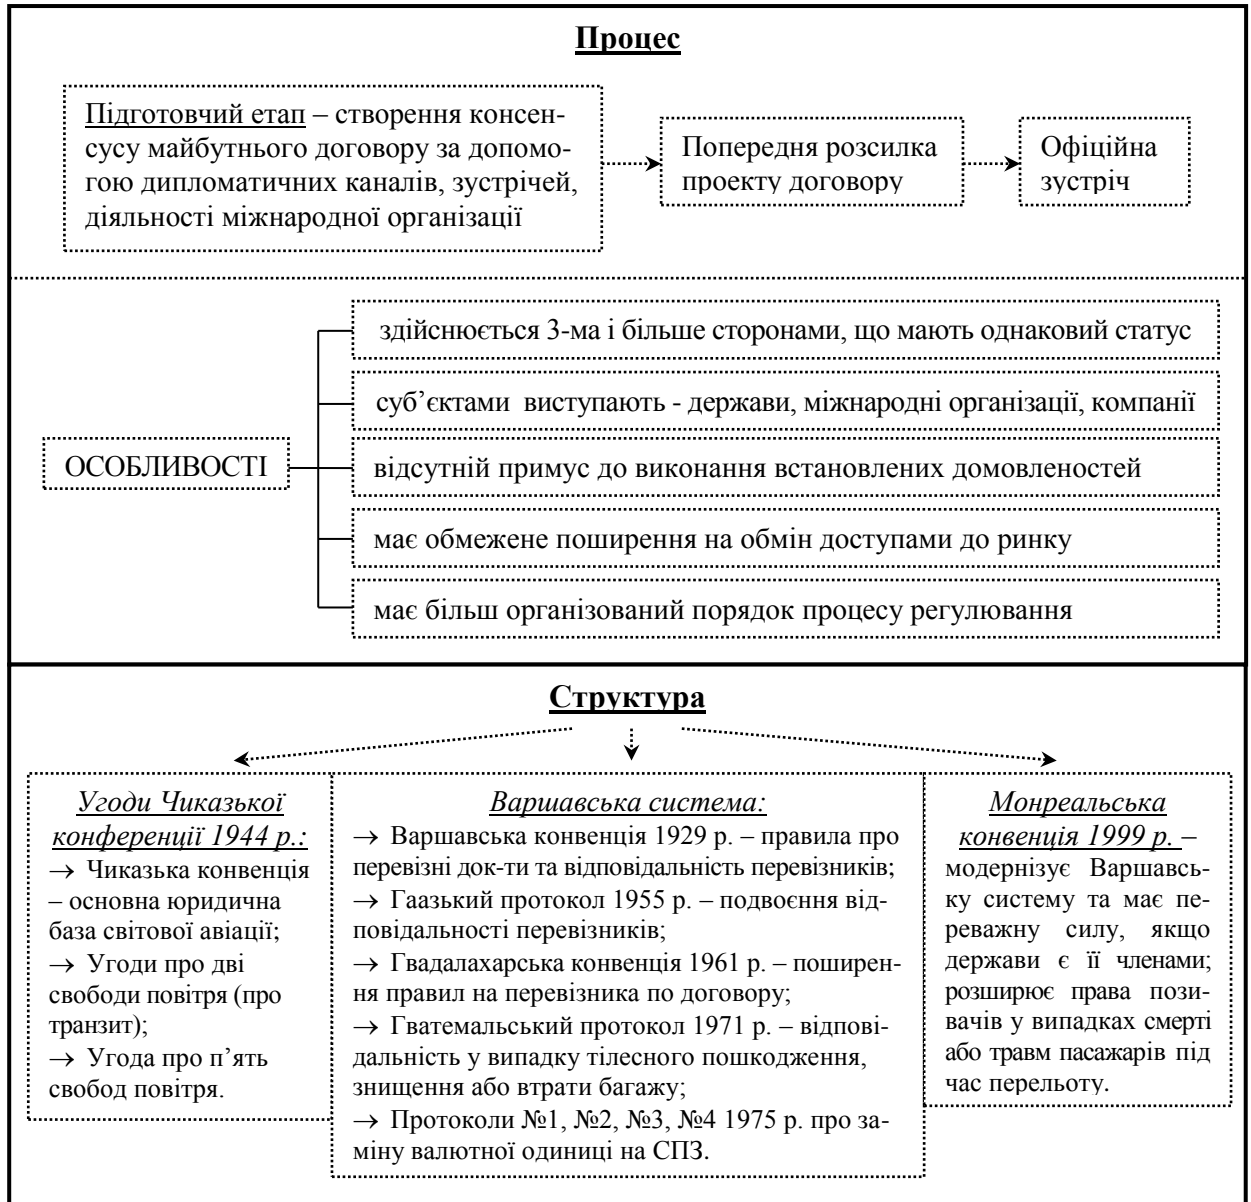 Процес
Підготовчий етап – створення консен-
сусу майбутнього договору за допомо-
гою дипломатичних каналів, зустрічей,
діяльності міжнародної організації
Попередня розсилка
проекту договору
Офіційна
зустріч
ОСОБЛИВОСТІ
здійснюється 3-ма і більше сторонами, що мають однаковий статус
суб’єктами виступають - держави, міжнародні організації, компанії
відсутній примус до виконання встановлених домовленостей
має обмежене поширення на обмін доступами до ринку
має більш організований порядок процесу регулювання
Структура
Угоди Чиказької
конференції 1944 р.:
→ Чиказька конвенція
– основна юридична
база світової авіації;
→ Угоди про дві
свободи повітря (про
транзит);
→ Угода про п’ять
свобод повітря.
Варшавська система:
→ Варшавська конвенція 1929 р. – правила про
перевізні док-ти та відповідальність перевізників;
→ Гаазький протокол 1955 р. – подвоєння від-
повідальності перевізників;
→ Гвадалахарська конвенція 1961 р. – поширен-
ня правил на перевізника по договору;
→ Гватемальський протокол 1971 р. – відпові-
дальність у випадку тілесного пошкодження,
знищення або втрати багажу;
→ Протоколи №1, №2, №3, №4 1975 р. про за-
міну валютної одиниці на СПЗ.
Монреальська
конвенція 1999 р. –
модернізує Варшавсь-
ку систему та має пе-
реважну силу, якщо
держави є її членами;
розширює права пози-
вачів у випадках смерті
або травм пасажарів під
час перельоту.